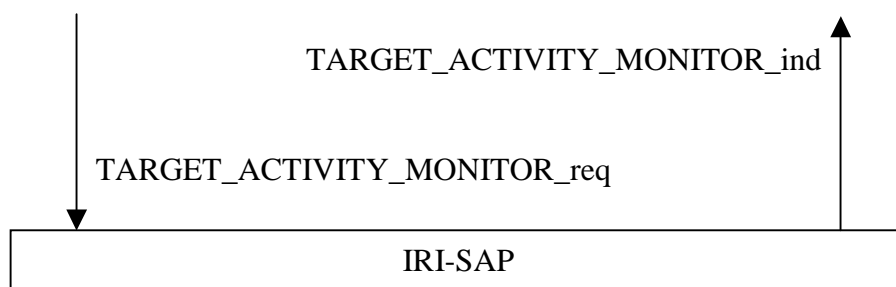 TARGET_ACTIVITY_MONITOR_ind
TARGET_ACTIVITY_MONITOR_req
IRI-SAP